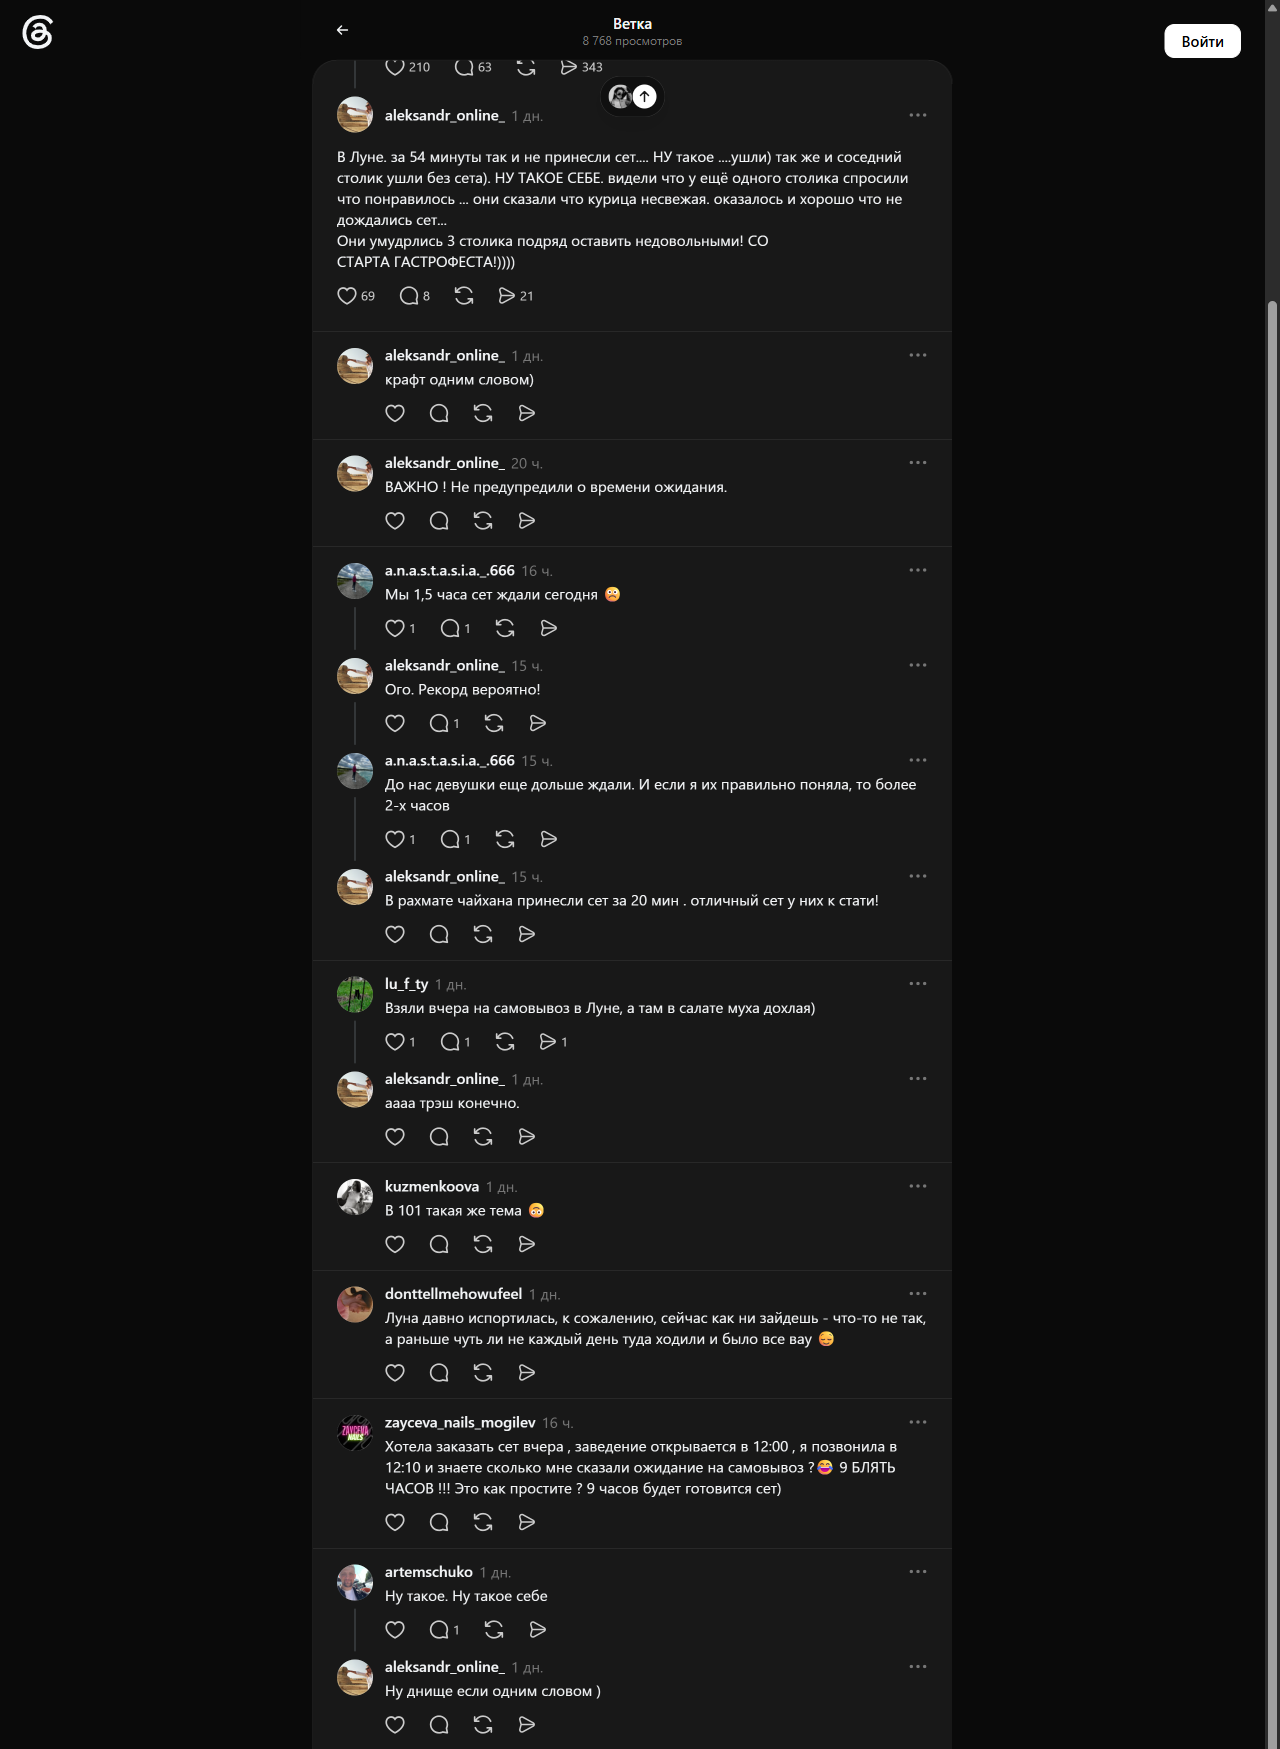 Ветка
8 768 просмотров
Войти
210 63 343
aleksandr_online_ 1 дн.
В Луне. за 54 минуты так и не принесли сет.... НУ такое ....ушли) так же и соседний
столик ушли без сета). НУ ТАКОЕ СЕБЕ. видели что у ещё одного столика спросили
что понравилось ... они сказали что курица несвежая. оказалось и хорошо что не
дождались сет...
Они умудрлись 3 столика подряд оставить недовольными! СО
СТАРТА ГАСТРОФЕСТА!))))
69 8 21
aleksandr_online_ 1 дн.
крафт одним словом)
aleksandr_online_ 20 ч.
ВАЖНО ! Не предупредили о времени ожидания.
a.n.a.s.t.a.s.i.a._.666 16 ч.
Мы 1,5 часа сет ждали сегодня
1 1
aleksandr_online_ 15 ч.
Ого. Рекорд вероятно!
1
a.n.a.s.t.a.s.i.a._.666 15 ч.
До нас девушки еще дольше ждали. И если я их правильно поняла, то более
2-х часов
1 1
aleksandr_online_ 15 ч.
В рахмате чайхана принесли сет за 20 мин . отличный сет у них к стати!
lu_f_ty 1 дн.
Взяли вчера на самовывоз в Луне, а там в салате муха дохлая)
1 1 1
aleksandr_online_ 1 дн.
аааа трэш конечно.
kuzmenkoova 1 дн.
В 101 такая же тема 😳
donttellmehowufeel 1 дн.
Луна давно испортилась, к сожалению, сейчас как ни зайдешь - что-то не так,
а раньше чуть ли не каждый день туда ходили и было все вау
zayceva_nails_mogilev 16 ч.
ZAYCEVA
NAILS
Хотела заказать сет вчера , заведение открывается в 12:00 , я позвонила в
12:10 и знаете сколько мне сказали ожидание на самовывоз ?😂 9 БЛЯТЬ
ЧАСОВ !!! Это как простите ? 9 часов будет готовится сет)
artemschuko 1 дн.
Ну такое. Ну такое себе
1
aleksandr_online_ 1 дн.
Ну днище если одним словом )